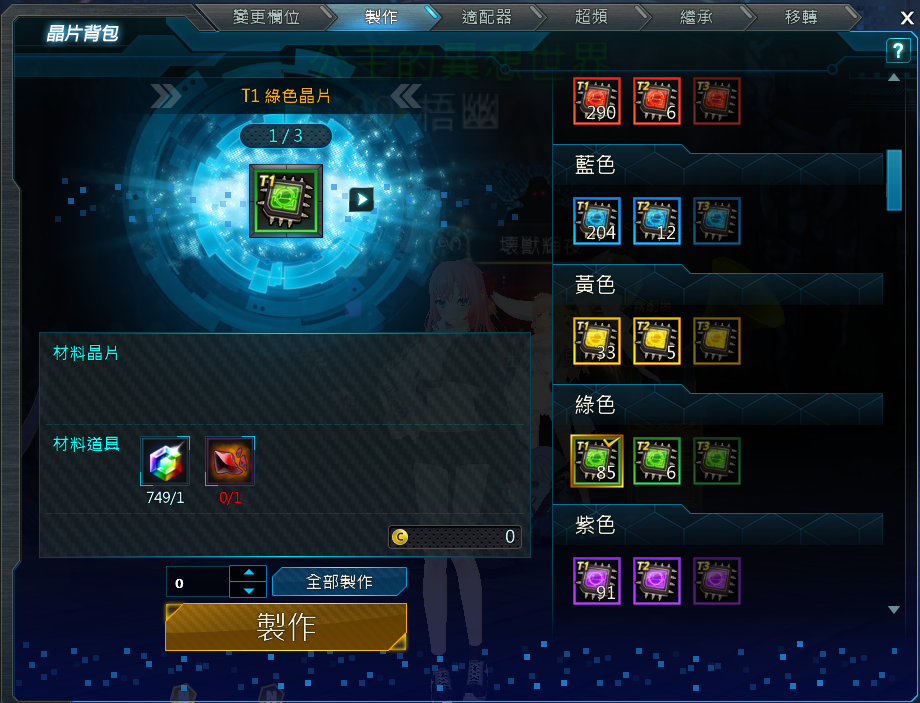 變更欄位
製作
適配器
超頻
繼承
移轉
X
晶片背包
?
T1 綠色晶片
1 / 3
T1
材料晶片
材料道具
749/1
0/1
C
0
0
全部製作
製作
T1
290
T2
6
T3
藍色
T1
204
T2
12
T3
黃色
T1
33
T2
5
T3
綠色
T1
85
T2
6
T3
紫色
T1
91
T2
T3